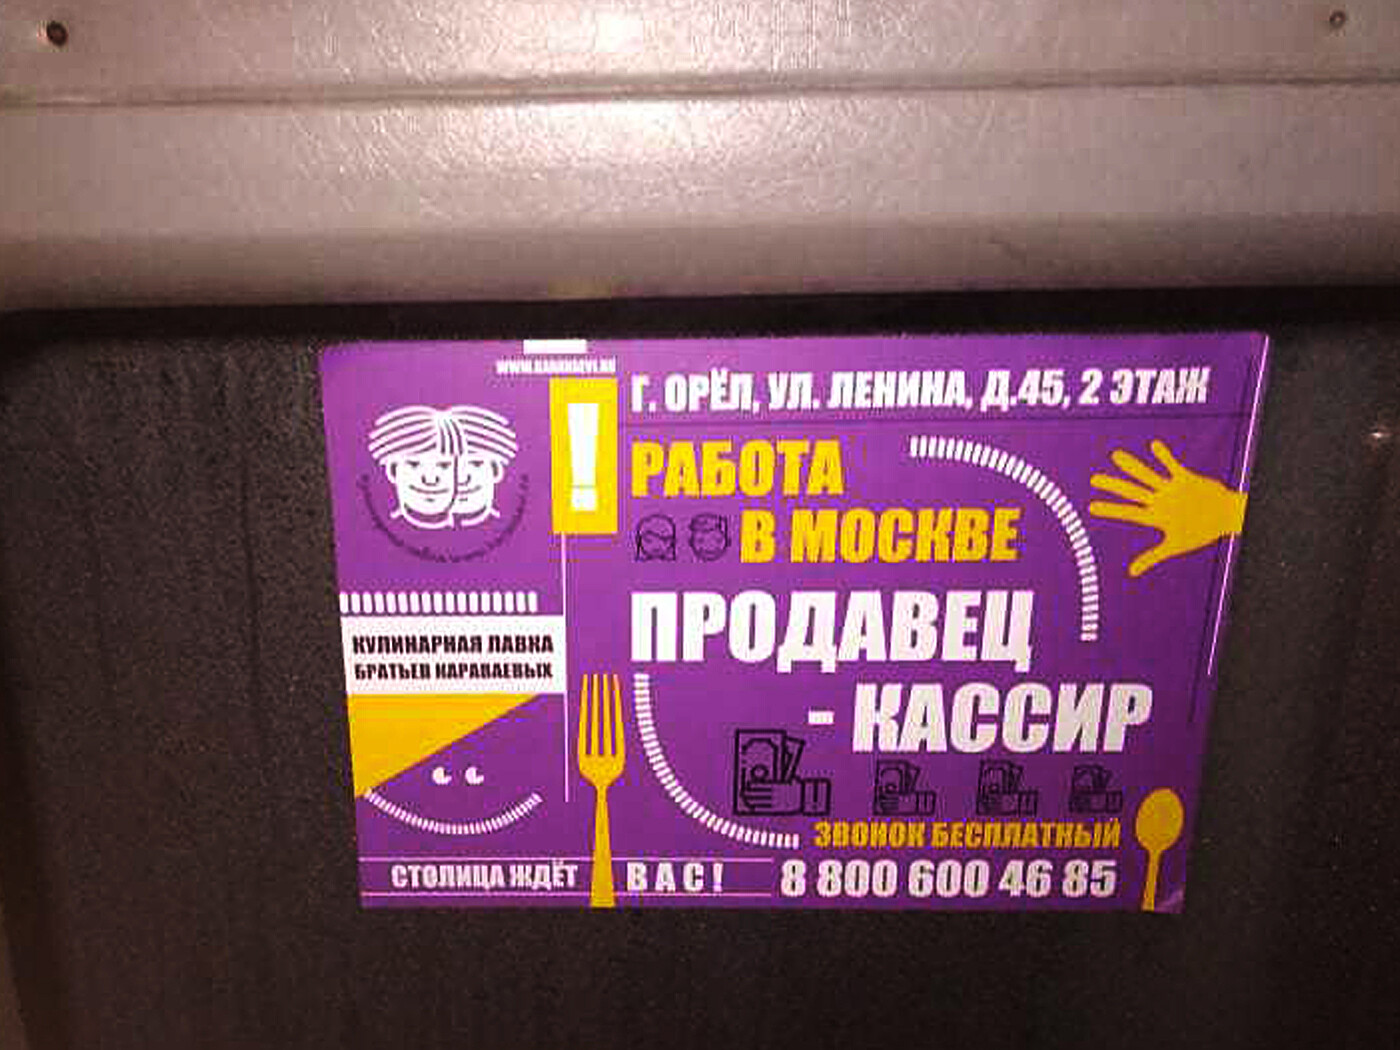 Г. ОРЁЛ, УЛ. ЛЕНИНА, Д.45, 2 ЭТАЖ
!
РАБОТА
В МОСКВЕ
ПРОДАВЕЦ
- КАССИР
КУЛИНАРНАЯ ЛАВКА
БРАТЬЕВ КАРАВАЕВЫХ
ЗВОНОК БЕСПЛАТНЫЙ
СТОЛИЦА ЖДЁТ ВАС!
8 800 600 46 85